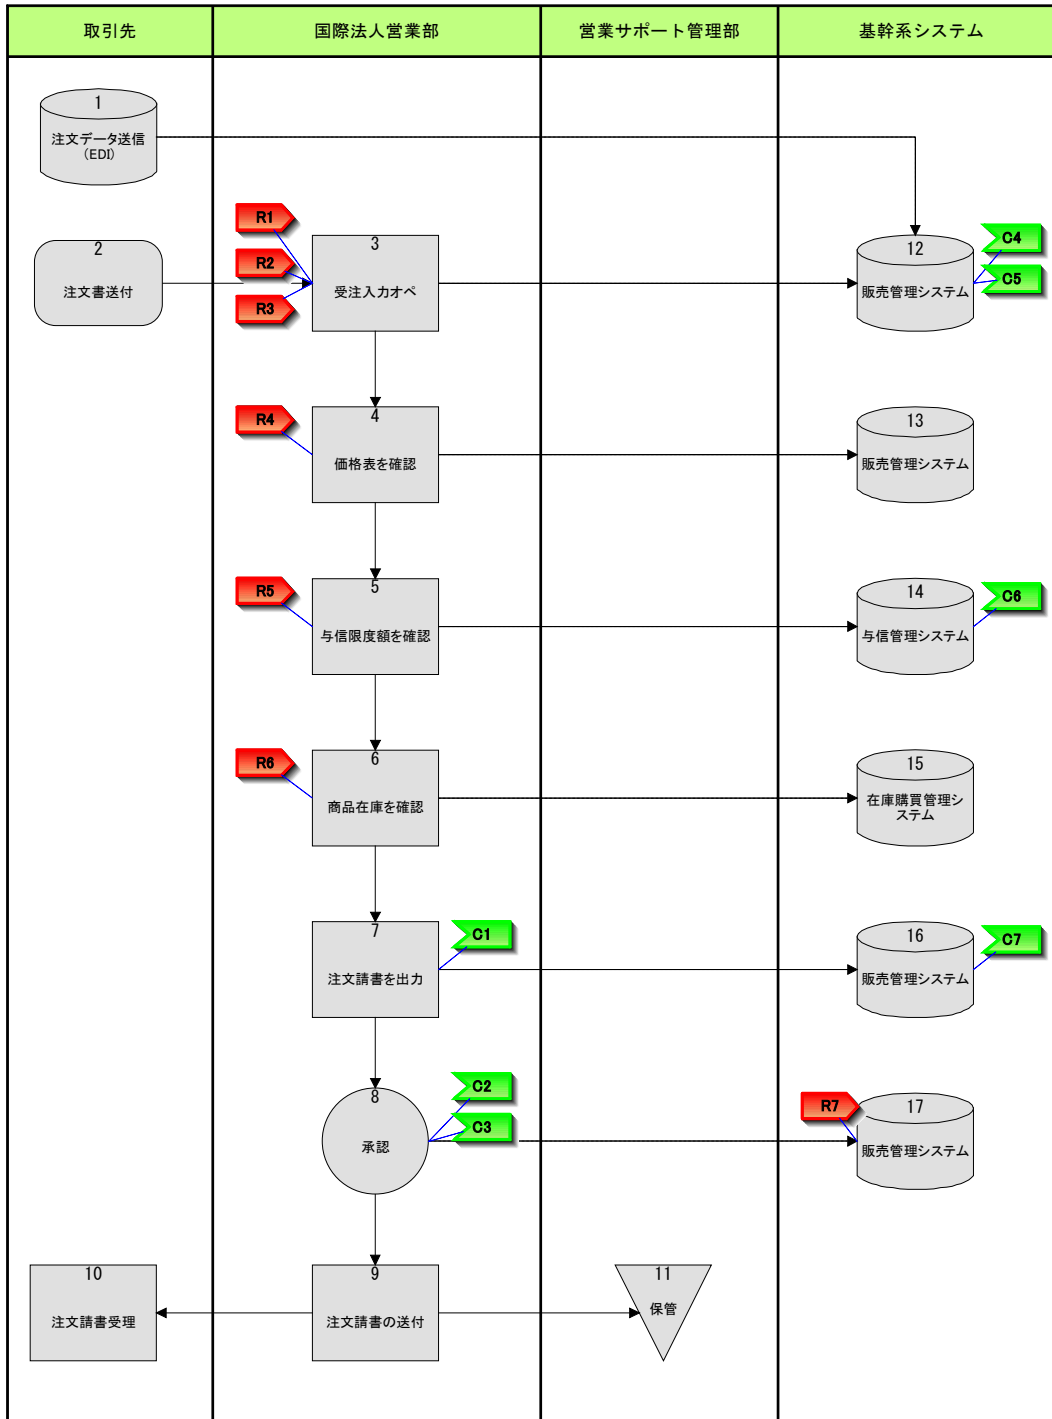 取引先
国際法人営業部
営業サポート管理部
基幹系システム
1
注文データ送信
(EDI)
R1
R2
R3
2
注文書送付
3
受注入力オペ
12
販売管理システム
C4
C5
R4
4
価格表を確認
13
販売管理システム
R5
5
与信限度額を確認
14
与信管理システム
C6
R6
6
商品在庫を確認
15
在庫購買管理シ
ステム
7
注文請書を出力
C1
16
販売管理システム
C7
8
承認
C2
C3
R7
17
販売管理システム
10
注文請書受理
9
注文請書の送付
11
保管